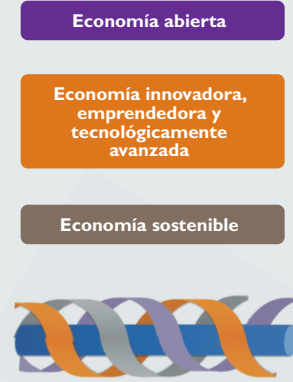 Economía abierta
Economía innovadora,
emprendedora y
tecnológicamente
avanzada
Economía sostenible